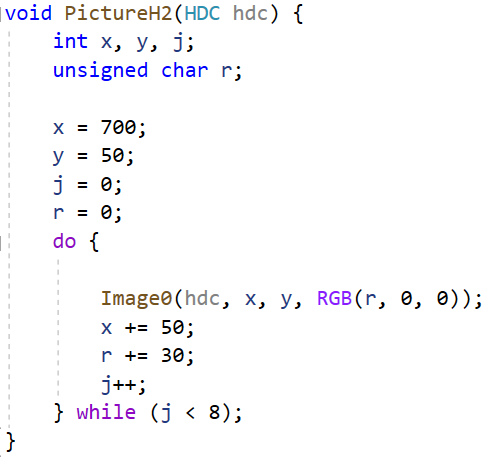 void PictureH2(HDC hdc) {
    int x, y, j;
    unsigned char r;

    x = 700;
    y = 50;
    j = 0;
    r = 0;
    do {

        Image0(hdc, x, y, RGB(r, 0, 0));
        x += 50;
        r += 30;
        j++;
    } while (j < 8);
}